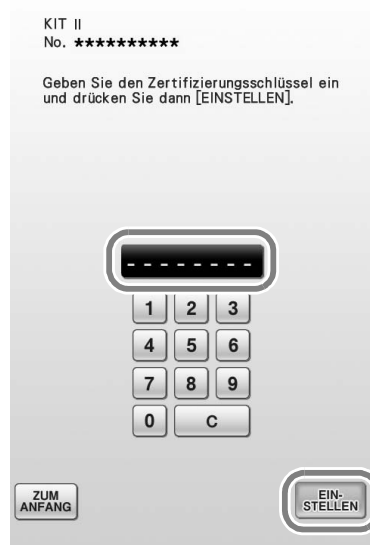 KIT II
No. **********
Geben Sie den Zertifizierungsschlüssel ein
und drücken Sie dann [EINSTELLEN].
- - - - - - - -
1 2 3
4 5 6
7 8 9
0 C
ZUM
ANFANG
EIN-
STELLEN